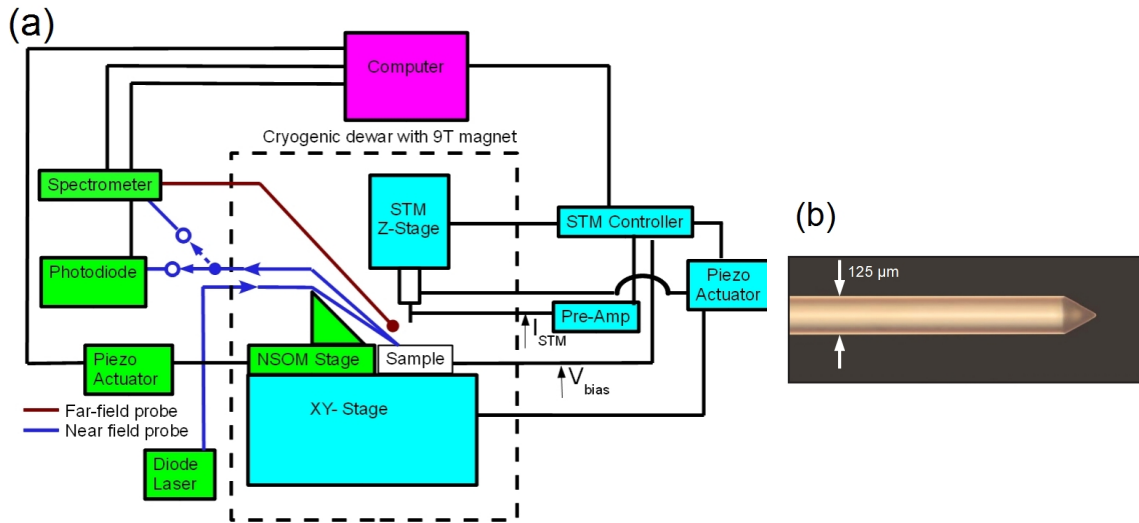 (a)
Computer
Cryogenic dewar with 9T magnet
Spectrometer
STM
Z-Stage
STM Controller
Photodiode
Piezo
Actuator
Pre-Amp
I STM
Piezo
Actuator
NSOM Stage
Sample
V bias
XY- Stage
Far-field probe
Near field probe
Diode
Laser
(b)
125 µm